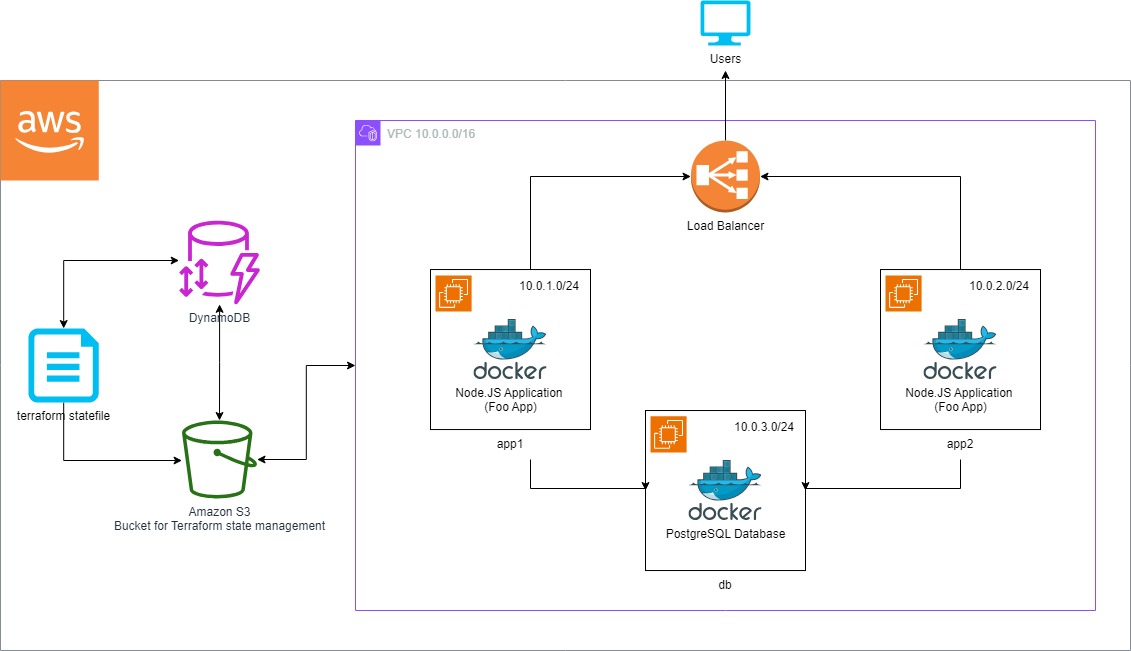 Users
aws
VPC 10.0.0.0/16
Load Balancer
DynamoDB
terraform statefile
Amazon S3
Bucket for Terraform state management
10.0.1.0/24
docker
Node.JS Application
(Foo App)
app1
10.0.2.0/24
docker
Node.JS Application
(Foo App)
app2
10.0.3.0/24
docker
PostgreSQL Database
db